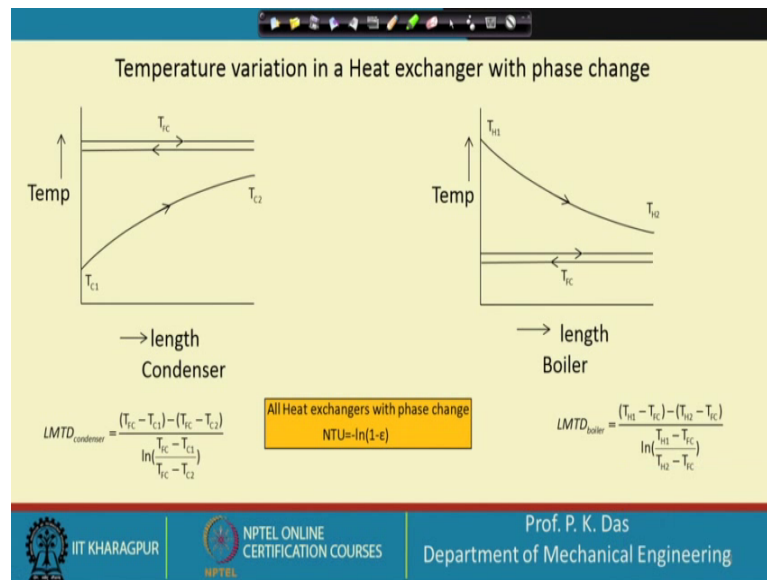 Temperature variation in a Heat exchanger with phase change
T_FC
Temp
T_C2
T_C1
length
Condenser
T_H1
Temp
T_H2
T_FC
length
Boiler
LMTD_condenser = ((T_FC − T_C1) − (T_FC − T_C2)) / ln((T_FC − T_C1) / (T_FC − T_C2))
All Heat exchangers with phase change
NTU=-ln(1-ε)
LMTD_boiler = ((T_H1 − T_FC) − (T_H2 − T_FC)) / ln((T_H1 − T_FC) / (T_H2 − T_FC))
IIT KHARAGPUR
NPTEL
NPTEL ONLINE
CERTIFICATION COURSES
Prof. P. K. Das
Department of Mechanical Engineering